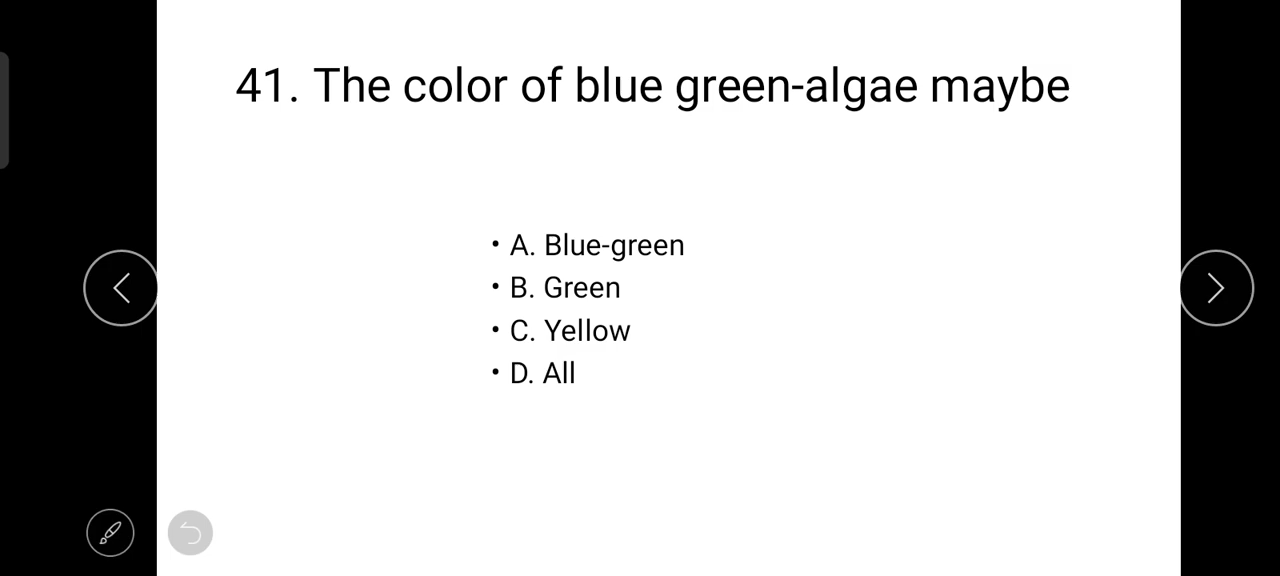 41. The color of blue green-algae maybe
• A. Blue-green
• B. Green
• C. Yellow
• D. All